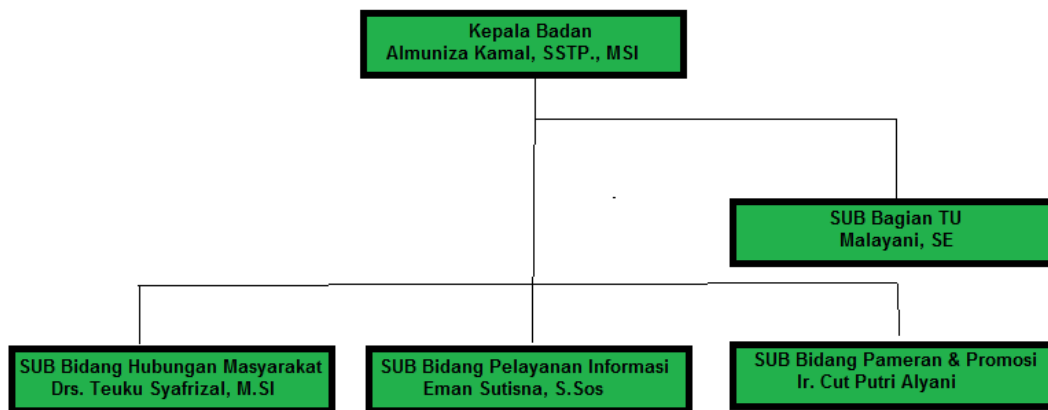 Kepala Badan
Almuniza Kamal, SSTP., MSI
SUB Bagian TU
Malayani, SE
SUB Bidang Hubungan Masyarakat
Drs. Teuku Syafrizal, M.SI
SUB Bidang Pelayanan Informasi
Eman Sutisna, S.Sos
SUB Bidang Pameran & Promosi
Ir. Cut Putri Alyani